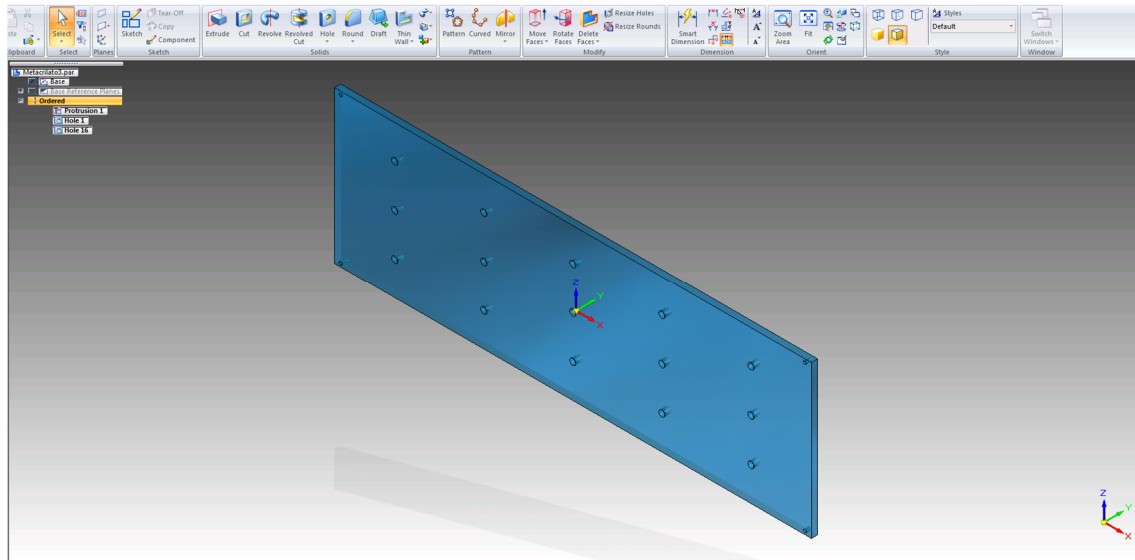 Select
Sketch
Tear-Off
Copy
Component
Extrude
Cut
Revolve
Revolved
Cut
Hole
Round
Draft
Thin
Wall
Pattern
Curved
Mirror
Move
Faces
Rotate
Faces
Delete
Faces
Resize Holes
Resize Rounds
Smart
Dimension
Zoom
Area
Fit
Styles
Default
Switch
Windows
Select
Planes
Sketch
Solids
Pattern
Modify
Dimension
Orient
Style
Window
Metacrilato3.par
Base
Base Reference Planes
Ordered
Protrusion 1
Hole 1
Hole 16
Z
Y
X
Z
Y
X